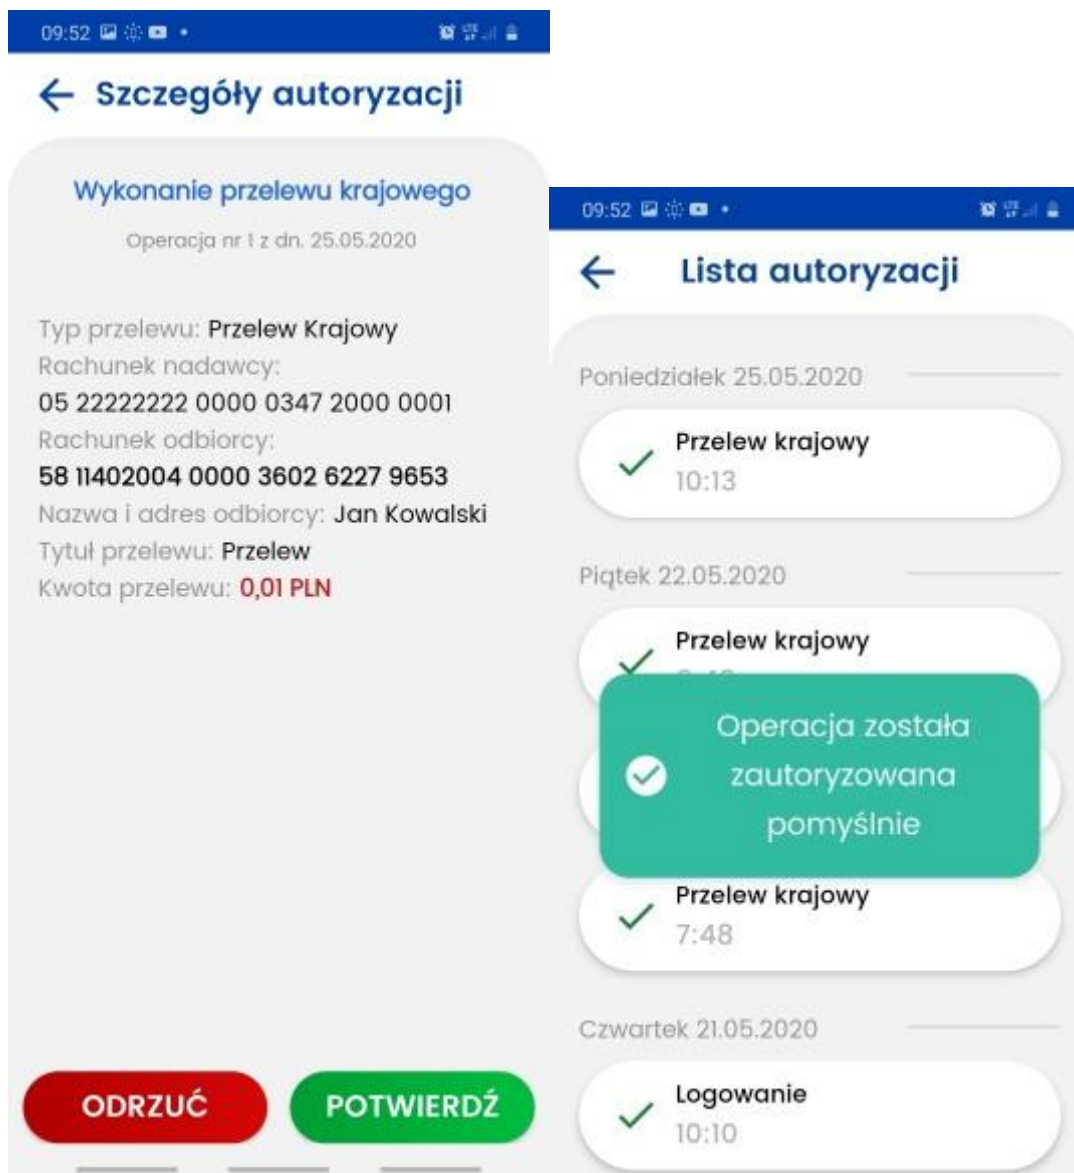 09:52
Szczegóły autoryzacji
Wykonanie przelewu krajowego
Operacja nr 1 z dn. 25.05.2020
Typ przelewu: Przelew Krajowy
Rachunek nadawcy:
05 22222222 0000 0347 2000 0001
Rachunek odbiorcy:
58 11402004 0000 3602 6227 9653
Nazwa i adres odbiorcy: Jan Kowalski
Tytuł przelewu: Przelew
Kwota przelewu: 0,01 PLN
ODRZUĆ
POTWIERDŹ
09:52
Lista autoryzacji
Poniedziałek 25.05.2020
Przelew krajowy
10:13
Piątek 22.05.2020
Przelew krajowy
Operacja została
zautoryzowana
pomyślnie
Przelew krajowy
7:48
Czwartek 21.05.2020
Logowanie
10:10